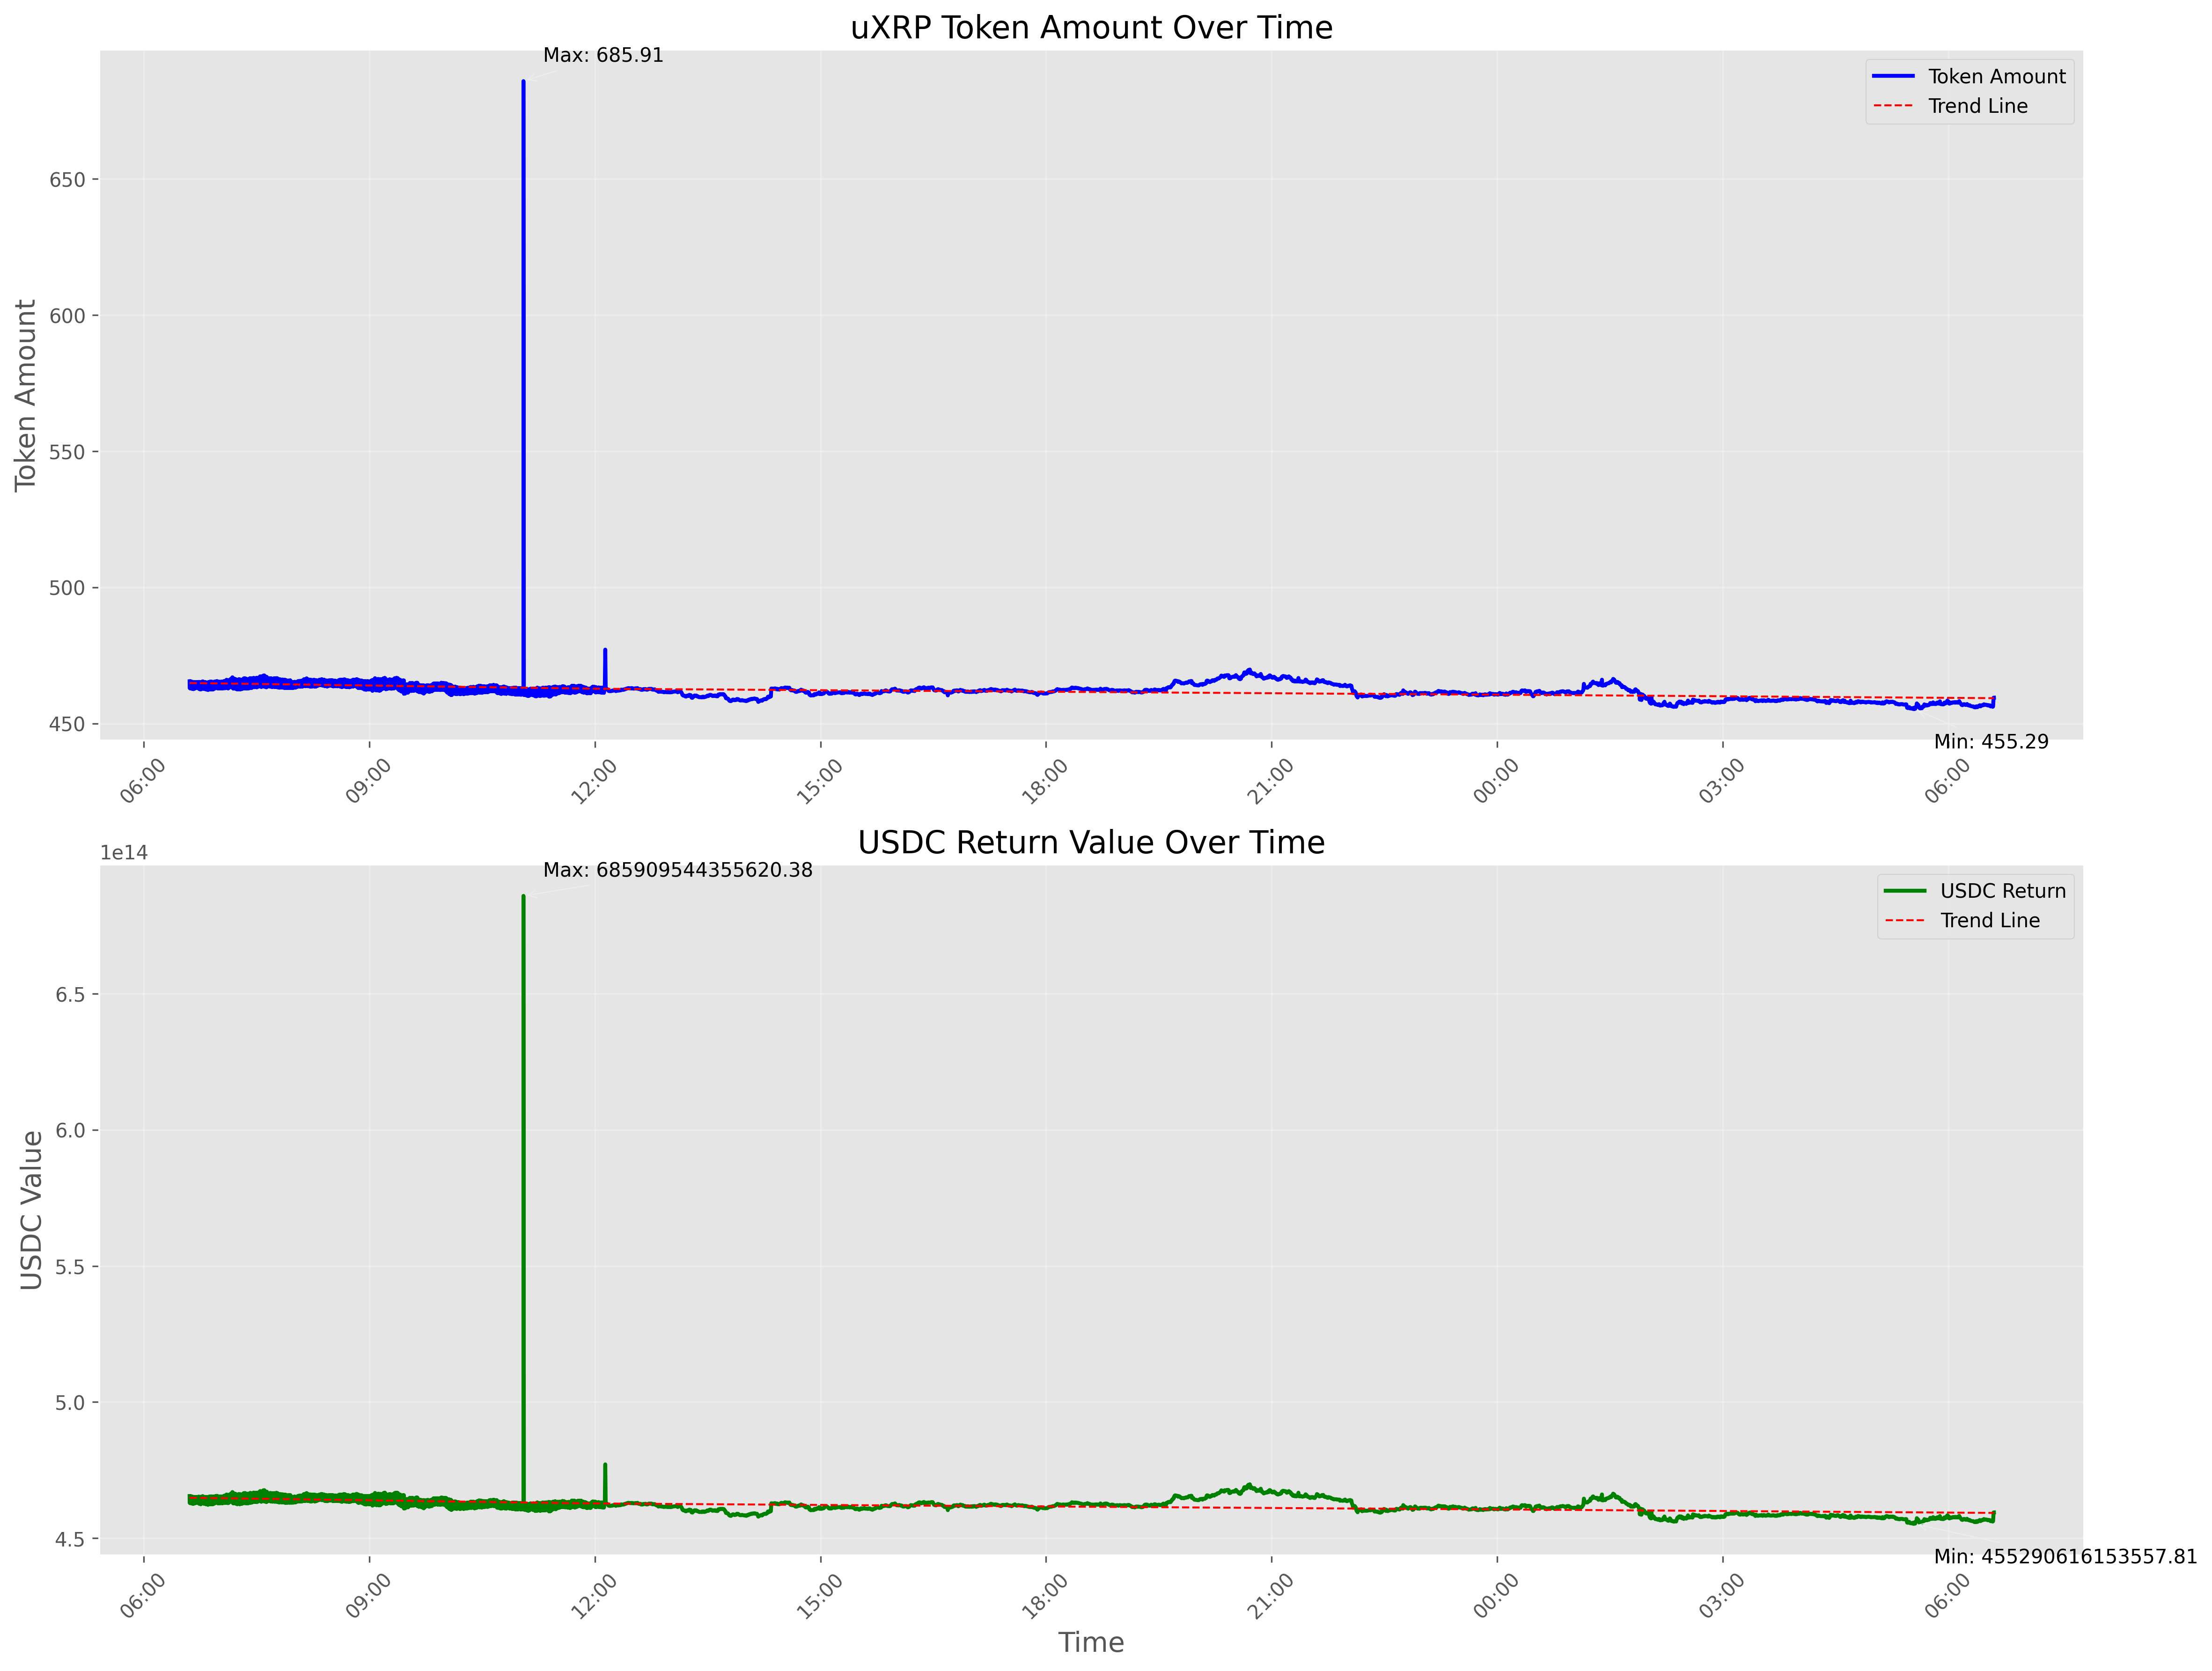 uXRP Token Amount Over Time
Max: 685.91
Token Amount
Trend Line
650
600
550
500
450
Token Amount
Min: 455.29
06:00
09:00
12:00
15:00
18:00
21:00
00:00
03:00
06:00
USDC Return Value Over Time
1e14
Max: 685909544355620.38
USDC Return
Trend Line
6.5
6.0
5.5
5.0
4.5
USDC Value
Min: 455290616153557.81
06:00
09:00
12:00
15:00
18:00
21:00
00:00
03:00
06:00
Time